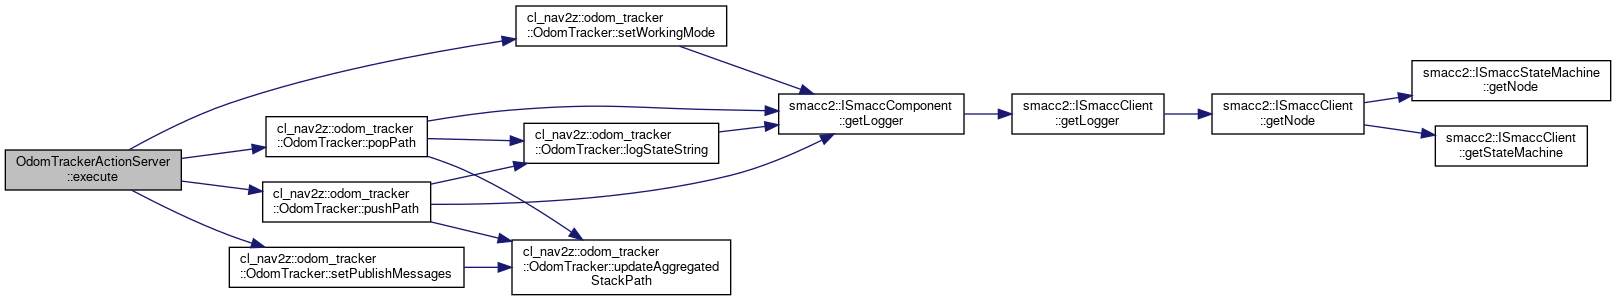 OdomTrackerActionServer
::execute
cl_nav2z::odom_tracker
::OdomTracker::setWorkingMode
cl_nav2z::odom_tracker
::OdomTracker::popPath
cl_nav2z::odom_tracker
::OdomTracker::pushPath
cl_nav2z::odom_tracker
::OdomTracker::setPublishMessages
cl_nav2z::odom_tracker
::OdomTracker::logStateString
cl_nav2z::odom_tracker
::OdomTracker::updateAggregated
StackPath
smacc2::ISmaccComponent
::getLogger
smacc2::ISmaccClient
::getLogger
smacc2::ISmaccClient
::getNode
smacc2::ISmaccStateMachine
::getNode
smacc2::ISmaccClient
::getStateMachine